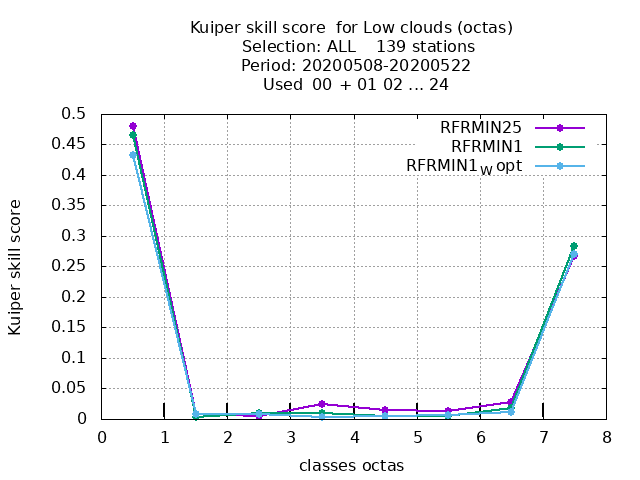 Kuiper skill score  for Low clouds (octas)
Selection: ALL    139 stations
Period: 20200508-20200522
Used  00  + 01 02 ... 24
0.5
0.45
0.4
0.35
0.3
0.25
0.2
0.15
0.1
0.05
0
Kuiper skill score
RFRMIN25
RFRMIN1
RFRMIN1W opt
0 1 2 3 4 5 6 7 8
classes octas